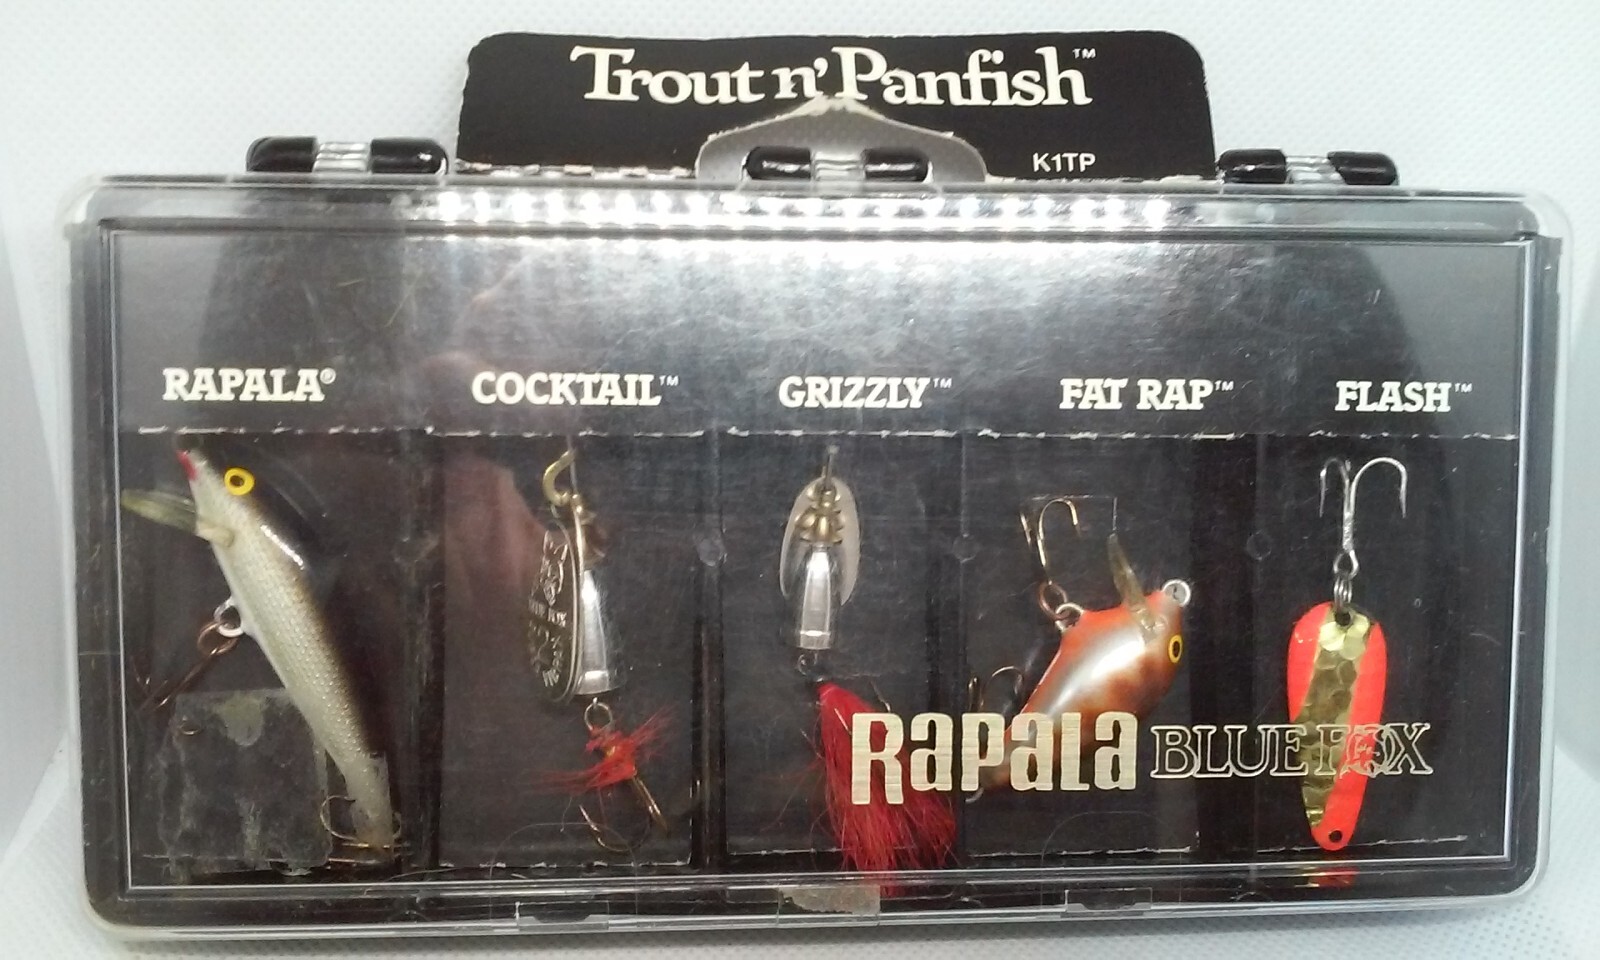 Trout n' Panfish™
K1TP
RAPALA®
COCKTAIL™
GRIZZLY™
FAT RAP™
FLASH™
Rapala BLUE FOX